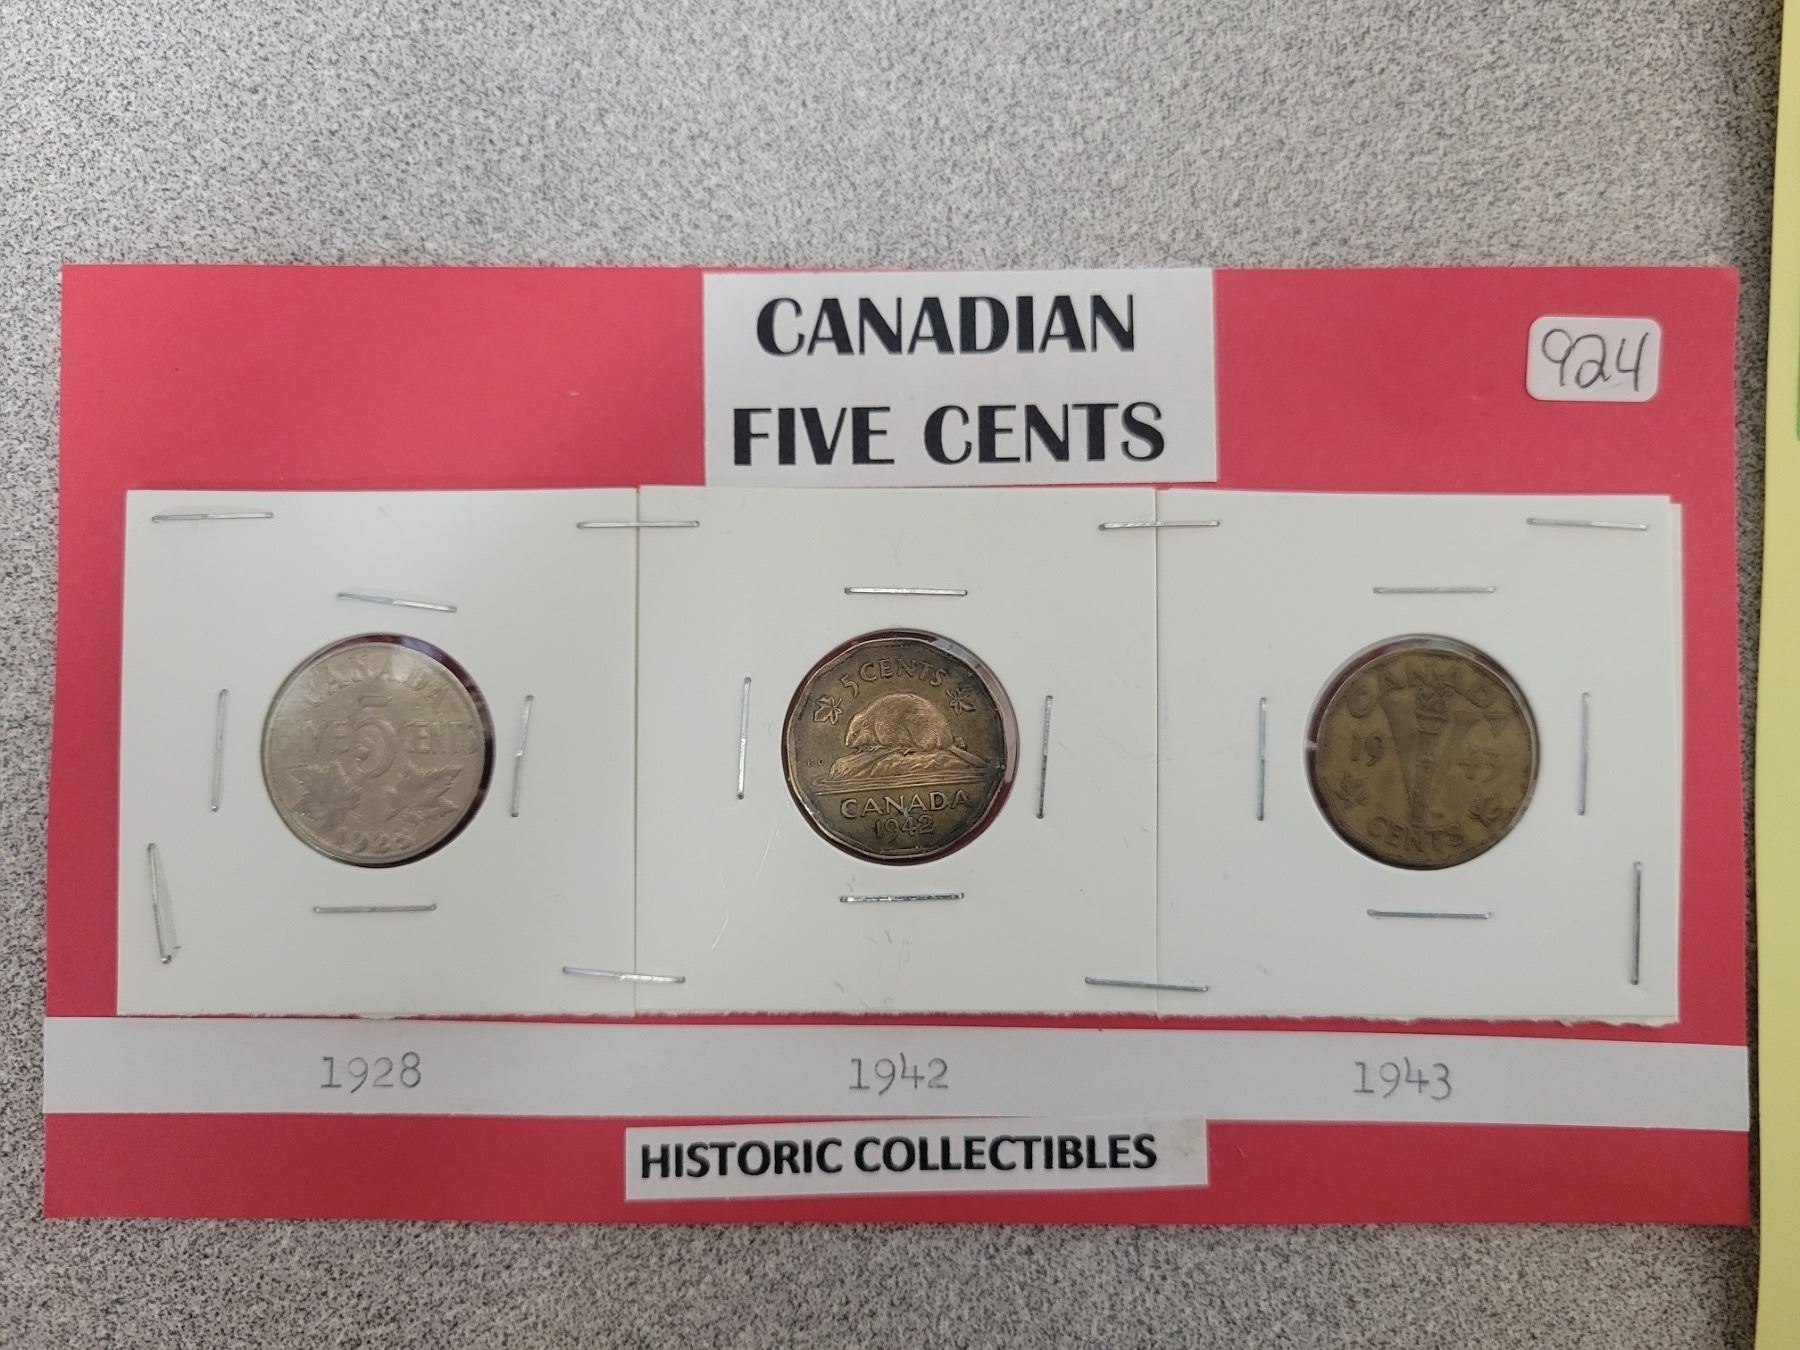 CANADIAN
FIVE CENTS
924
CANADA
FIVE 5 CENTS
1928
5 CENTS
K.G
CANADA
1942
CANADA
19 43
CENTS
1928 1942 1943
HISTORIC COLLECTIBLES